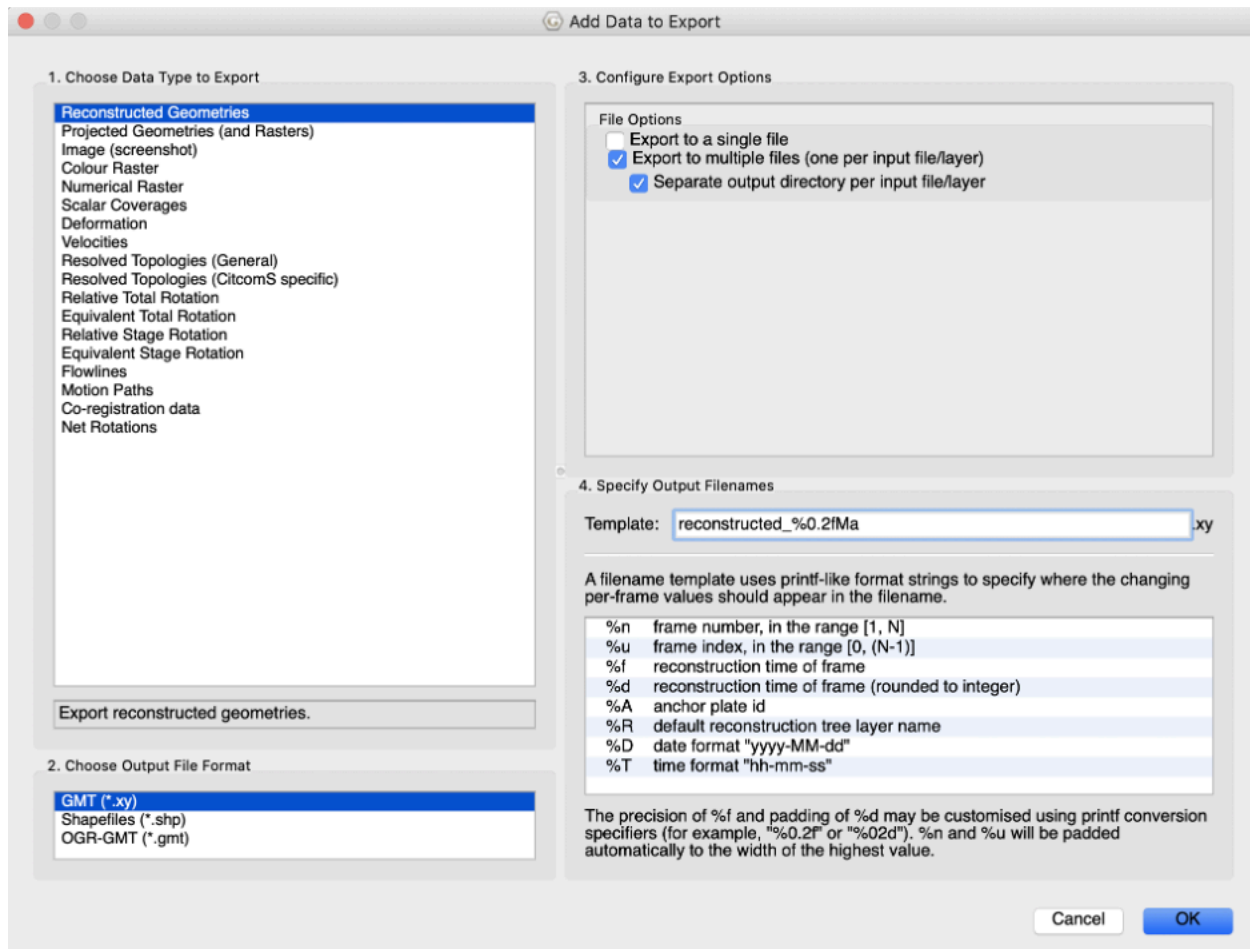 Add Data to Export
1. Choose Data Type to Export
Reconstructed Geometries
Projected Geometries (and Rasters)
Image (screenshot)
Colour Raster
Numerical Raster
Scalar Coverages
Deformation
Velocities
Resolved Topologies (General)
Resolved Topologies (CitcomS specific)
Relative Total Rotation
Equivalent Total Rotation
Relative Stage Rotation
Equivalent Stage Rotation
Flowlines
Motion Paths
Co-registration data
Net Rotations
Export reconstructed geometries.
2. Choose Output File Format
GMT (*.xy)
Shapefiles (*.shp)
OGR-GMT (*.gmt)
3. Configure Export Options
File Options
Export to a single file
Export to multiple files (one per input file/layer)
Separate output directory per input file/layer
4. Specify Output Filenames
Template: reconstructed_%0.2fMa .xy
A filename template uses printf-like format strings to specify where the changing
per-frame values should appear in the filename.
%n frame number, in the range [1, N]
%u frame index, in the range [0, (N-1)]
%f reconstruction time of frame
%d reconstruction time of frame (rounded to integer)
%A anchor plate id
%R default reconstruction tree layer name
%D date format "yyyy-MM-dd"
%T time format "hh-mm-ss"
The precision of %f and padding of %d may be customised using printf conversion
specifiers (for example, "%0.2f" or "%02d"). %n and %u will be padded
automatically to the width of the highest value.
Cancel OK